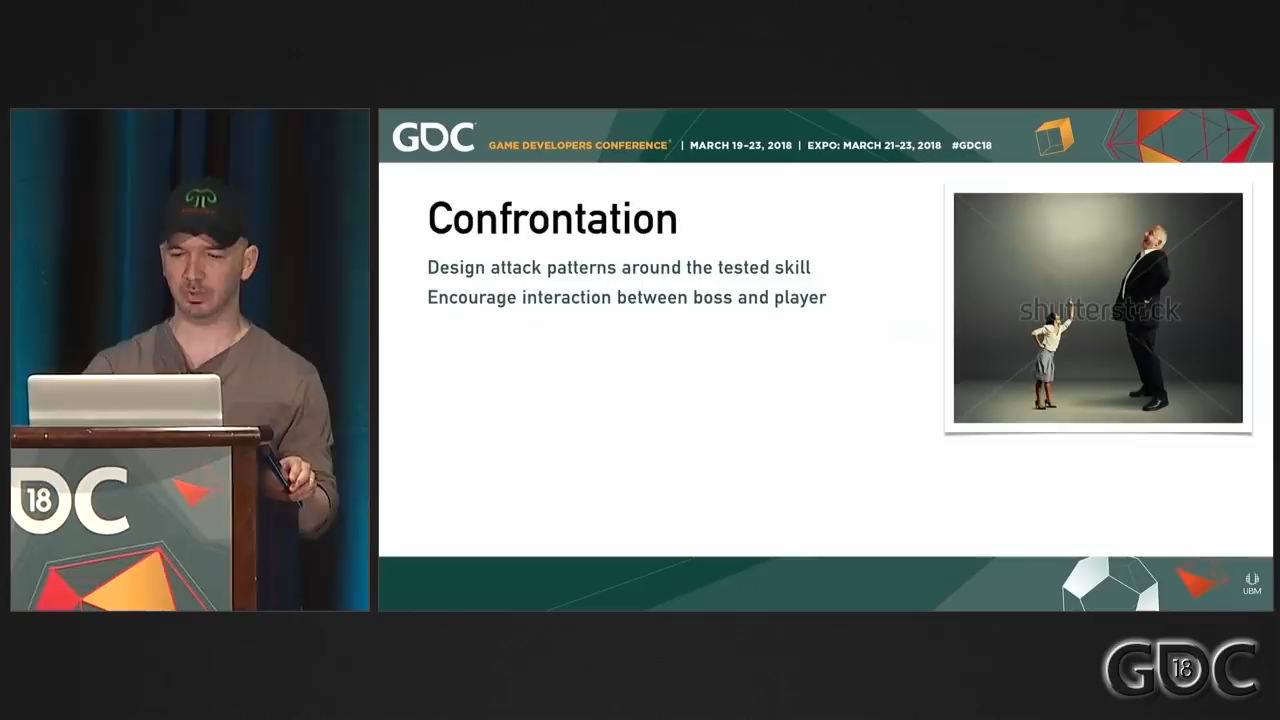 GDC
GAME DEVELOPERS CONFERENCE | MARCH 19–23, 2018 | EXPO: MARCH 21–23, 2018 #GDC18
Confrontation
Design attack patterns around the tested skill
Encourage interaction between boss and player
shutterstock
GDC
18
UBM
GDC
18